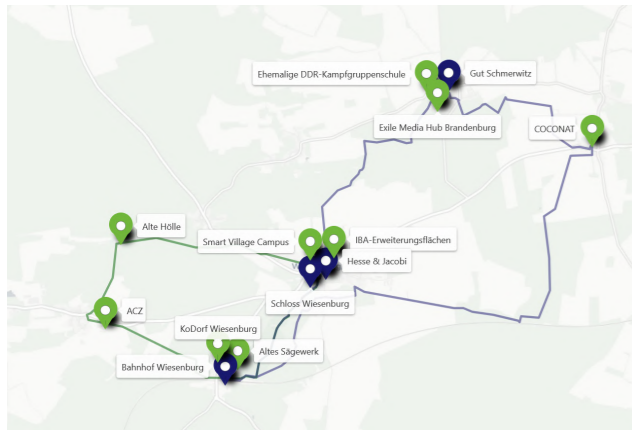 Ehemalige DDR-Kampfgruppenschule
Gut Schmerwitz
Exile Media Hub Brandenburg
COCONAT
Alte Hölle
Smart Village Campus
IBA-Erweiterungsflächen
Hesse & Jacobi
Schloss Wiesenburg
ACZ
KoDorf Wiesenburg
Altes Sägewerk
Bahnhof Wiesenburg